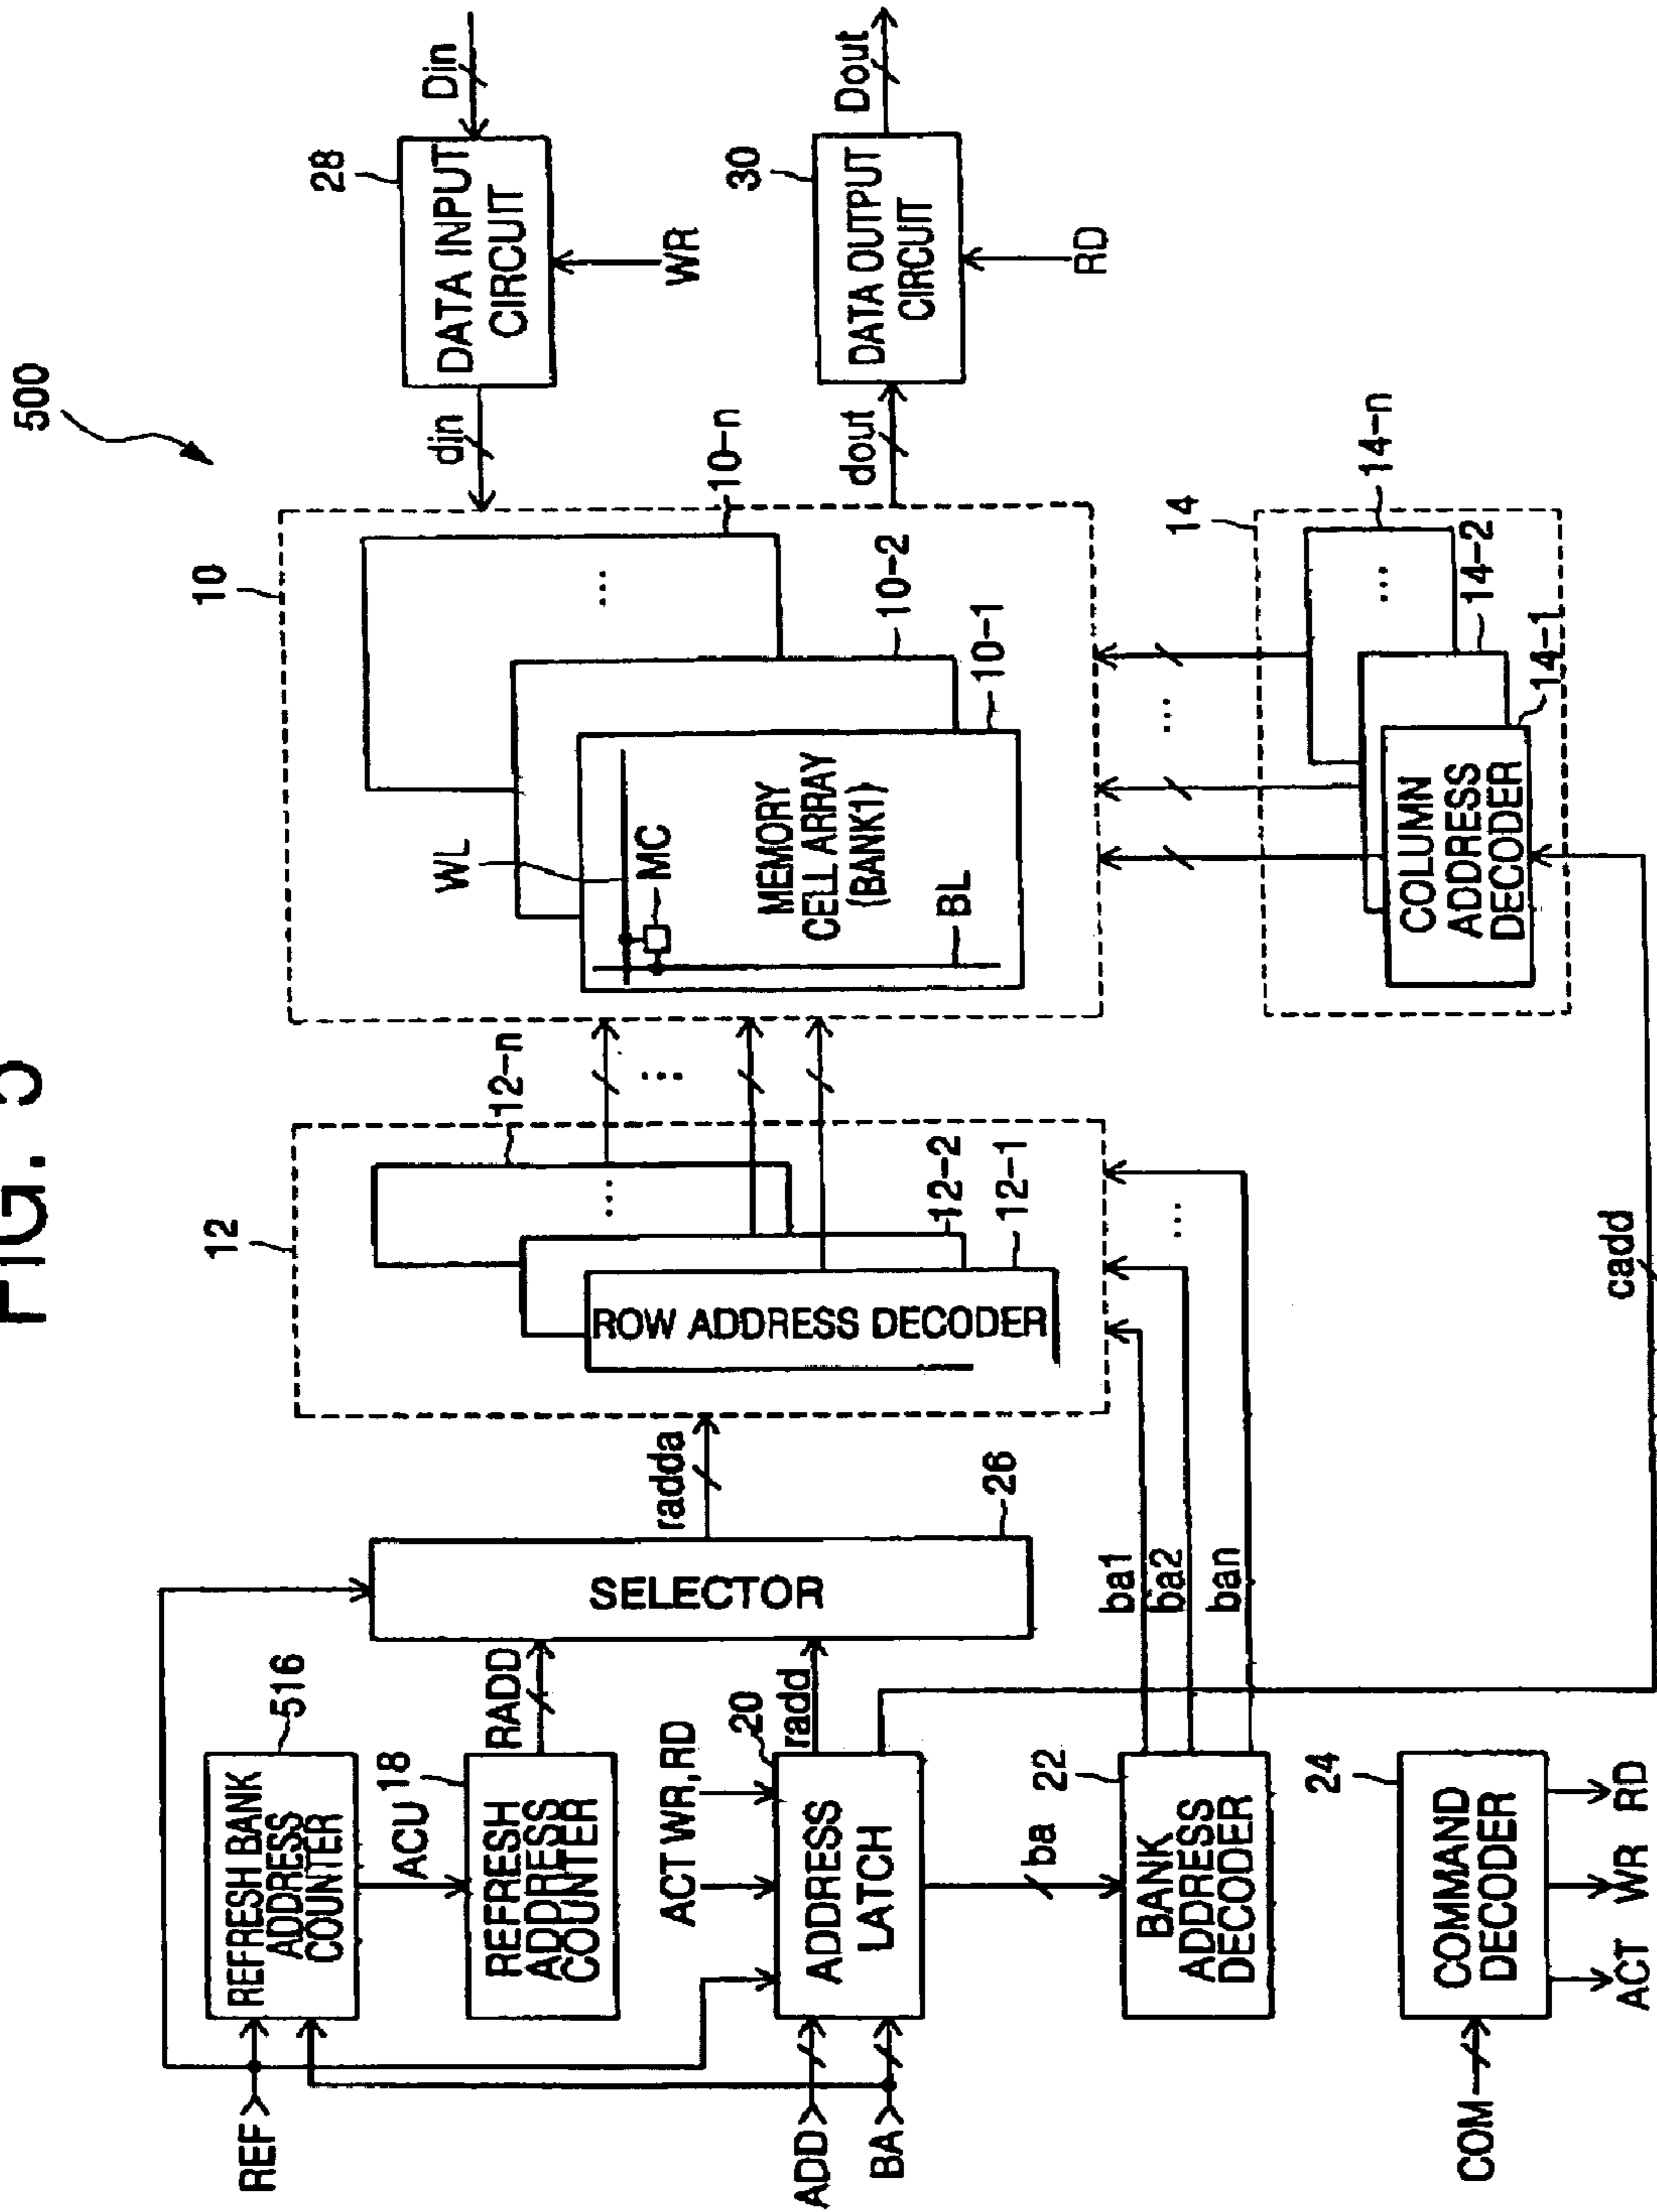 FIG. 5
500
REF
REFRESH BANK
ADDRESS
COUNTER
516
ACU
18
REFRESH
ADDRESS
COUNTER
RADD
ACT WR,RD
20
ADD
BA
ADDRESS
LATCH
radd
ba
22
BANK
ADDRESS
DECODER
ba1
ba2
ban
24
COM
COMMAND
DECODER
ACT WR RD
SELECTOR
26
radda
12
12-n
...
12-2
12-1
ROW ADDRESS DECODER
...
...
10
10-n
...
10-2
10-1
WL
MC
MEMORY
CELL ARRAY
(BANK1)
BL
...
14
14-n
...
14-2
14-1
COLUMN
ADDRESS
DECODER
cadd
28
din
DATA INPUT
CIRCUIT
Din
WR
30
dout
DATA OUTPUT
CIRCUIT
Dout
RD